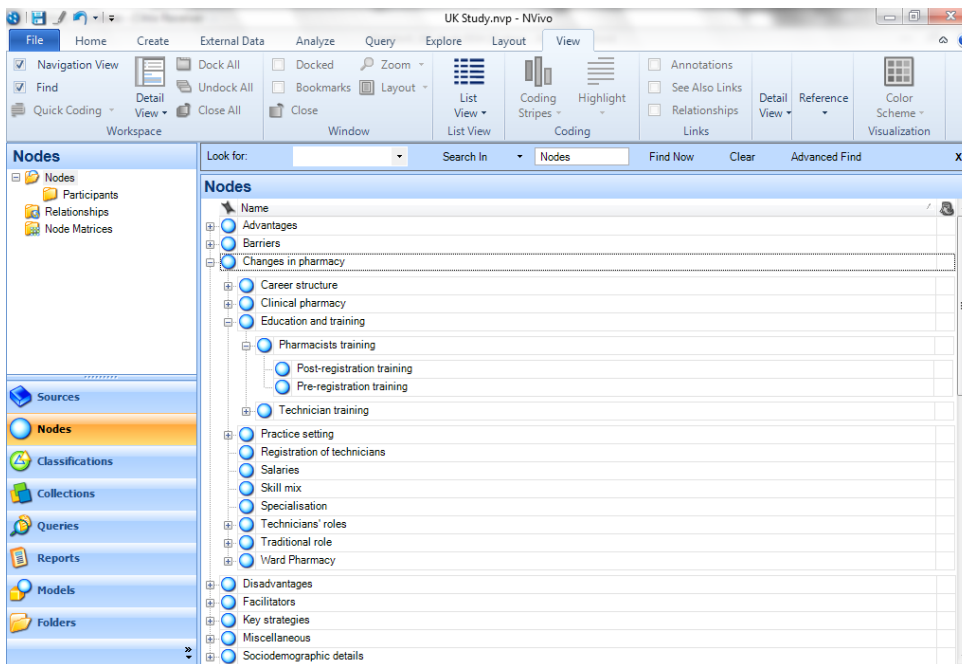 UK Study.nvp - NVivo
File Home Create External Data Analyze Query Explore Layout View
Navigation View
Find
Quick Coding
Detail View
Workspace
Dock All
Undock All
Close All
Docked
Bookmarks
Close
Zoom
Layout
Window
List View
List View
Coding Stripes
Highlight
Coding
Annotations
See Also Links
Relationships
Links
Detail View
Reference
Color Scheme
Visualization
Nodes
Nodes
Participants
Relationships
Node Matrices
Sources
Nodes
Classifications
Collections
Queries
Reports
Models
Folders
Look for: Search In Nodes Find Now Clear Advanced Find x
Nodes
Name
Advantages
Barriers
Changes in pharmacy
Career structure
Clinical pharmacy
Education and training
Pharmacists training
Post-registration training
Pre-registration training
Technician training
Practice setting
Registration of technicians
Salaries
Skill mix
Specialisation
Technicians' roles
Traditional role
Ward Pharmacy
Disadvantages
Facilitators
Key strategies
Miscellaneous
Sociodemographic details